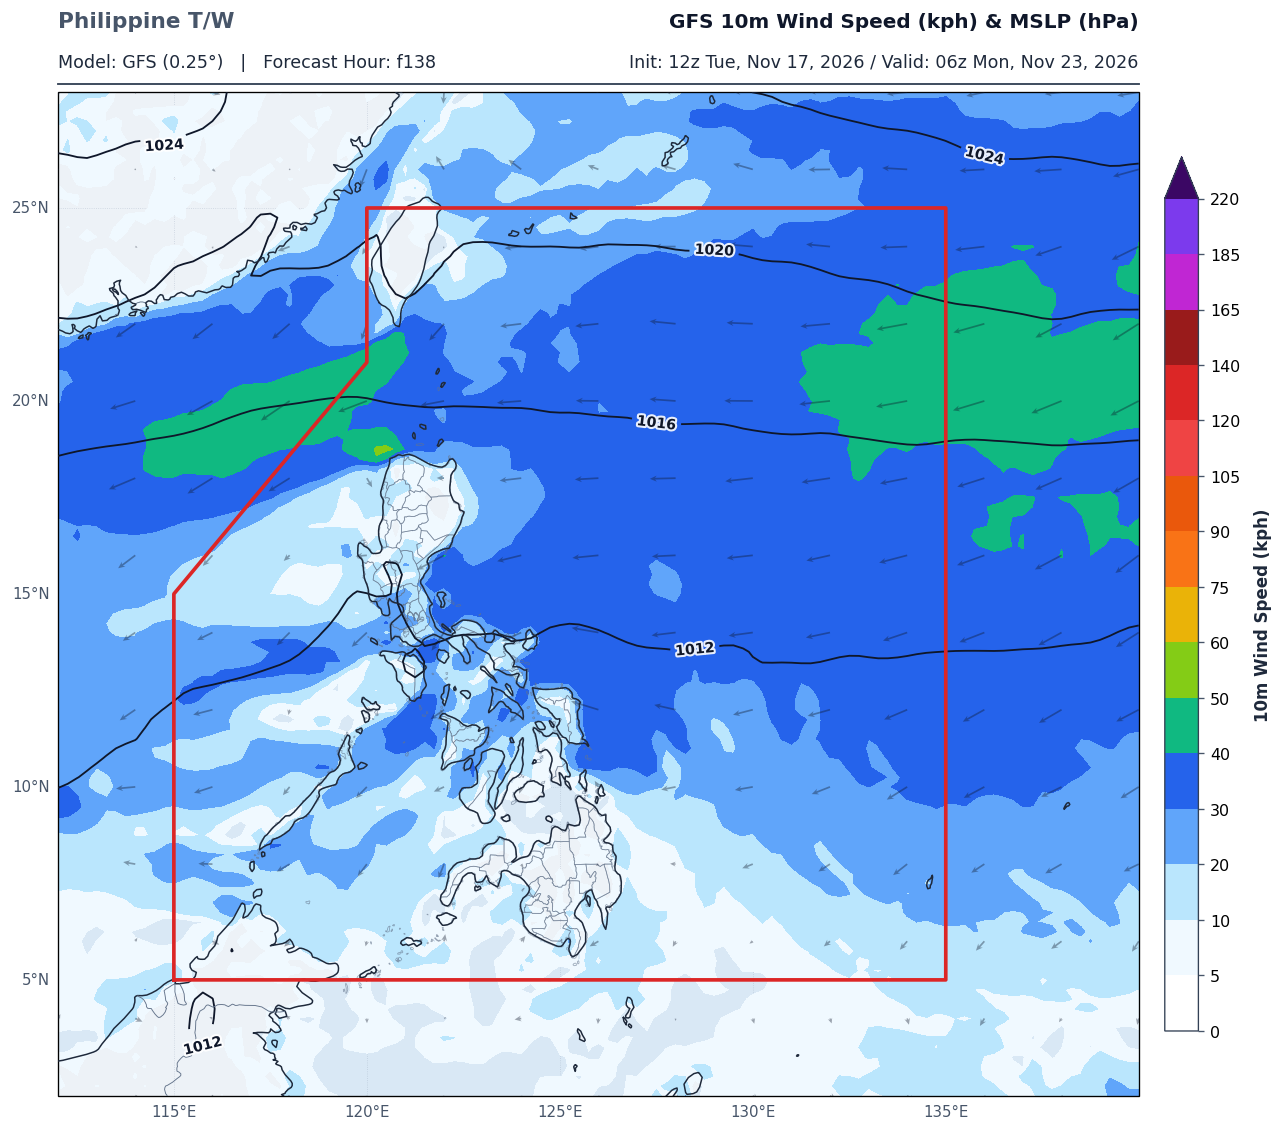 Philippine T/W
GFS 10m Wind Speed (kph) & MSLP (hPa)
Model: GFS (0.25°) | Forecast Hour: f138
Init: 12z Tue, Nov 17, 2026 / Valid: 06z Mon, Nov 23, 2026
1024
1024
1020
1016
1012
1012
25°N
20°N
15°N
10°N
5°N
115°E
120°E
125°E
130°E
135°E
220
185
165
140
120
105
90
75
60
50
40
30
20
10
5
0
10m Wind Speed (kph)